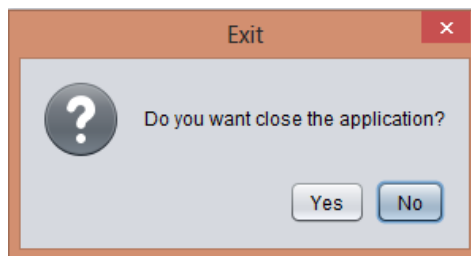 Exit
Do you want close the application?
Yes No